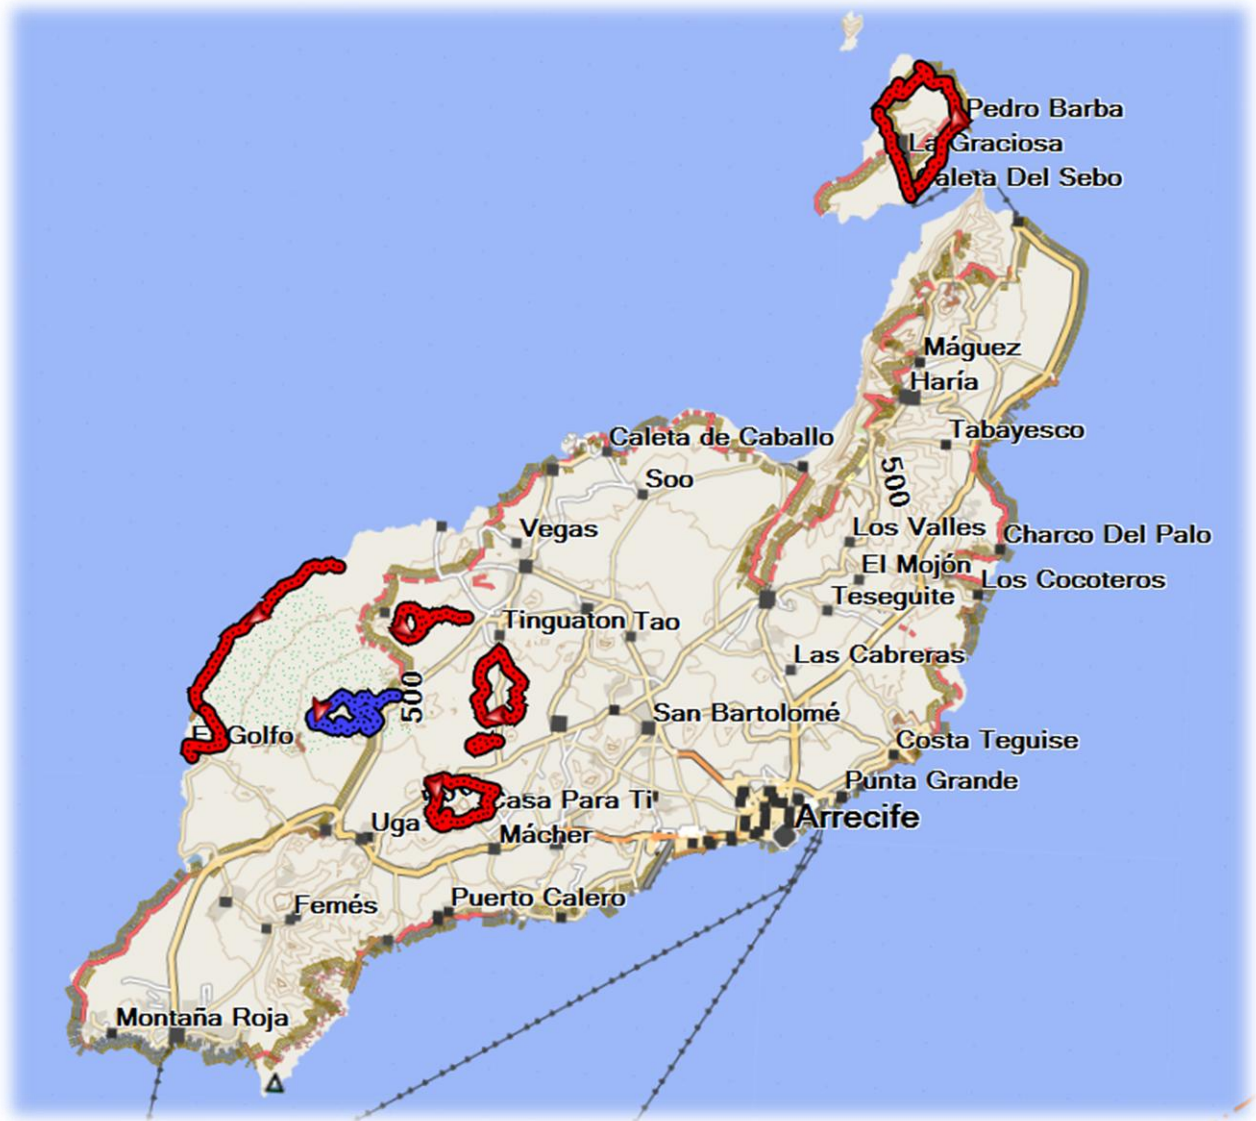 Pedro Barba
La Graciosa
Caleta Del Sebo
Máguez
Haría
Tabayesco
Caleta de Caballo
500
Soo
Vegas
Los Valles
Charco Del Palo
El Mojón
Los Cocoteros
Teseguite
Tinguaton
Tao
Las Cabreras
500
San Bartolomé
El Golfo
Costa Teguise
Punta Grande
Casa Para Ti
Arrecife
Uga
Mácher
Puerto Calero
Femés
Montaña Roja